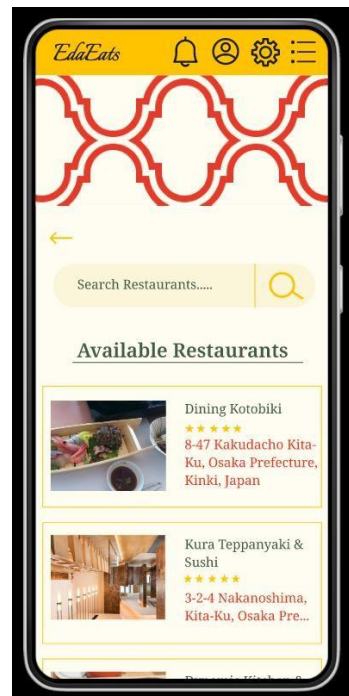 EdaEats
Search Restaurants.....
Available Restaurants
Dining Kotobiki
8-47 Kakudacho Kita-
Ku, Osaka Prefecture,
Kinki, Japan
Kura Teppanyaki &
Sushi
3-2-4 Nakanoshima,
Kita-Ku, Osaka Pre...